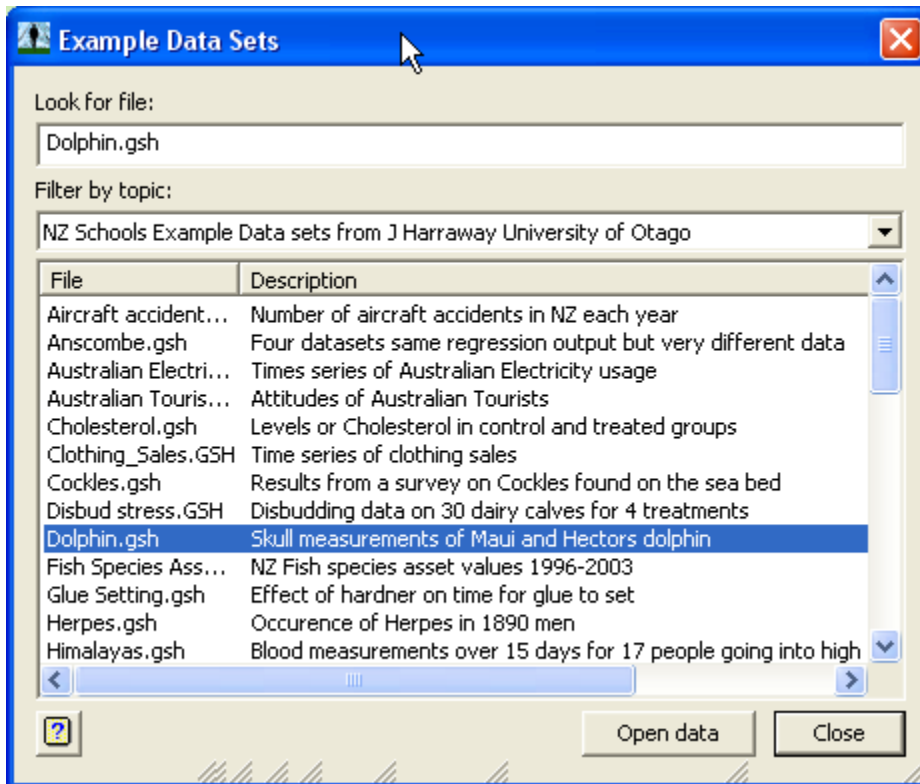 Example Data Sets
Look for file:
Dolphin.gsh
Filter by topic:
NZ Schools Example Data sets from J Harraway University of Otago
File Description
Aircraft accident... Number of aircraft accidents in NZ each year
Anscombe.gsh Four datasets same regression output but very different data
Australian Electri... Times series of Australian Electricity usage
Australian Touris... Attitudes of Australian Tourists
Cholesterol.gsh Levels or Cholesterol in control and treated groups
Clothing_Sales.GSH Time series of clothing sales
Cockles.gsh Results from a survey on Cockles found on the sea bed
Disbud stress.GSH Disbudding data on 30 dairy calves for 4 treatments
Dolphin.gsh Skull measurements of Maui and Hectors dolphin
Fish Species Ass... NZ Fish species asset values 1996-2003
Glue Setting.gsh Effect of hardner on time for glue to set
Herpes.gsh Occurence of Herpes in 1890 men
Himalayas.gsh Blood measurements over 15 days for 17 people going into high
? Open data Close